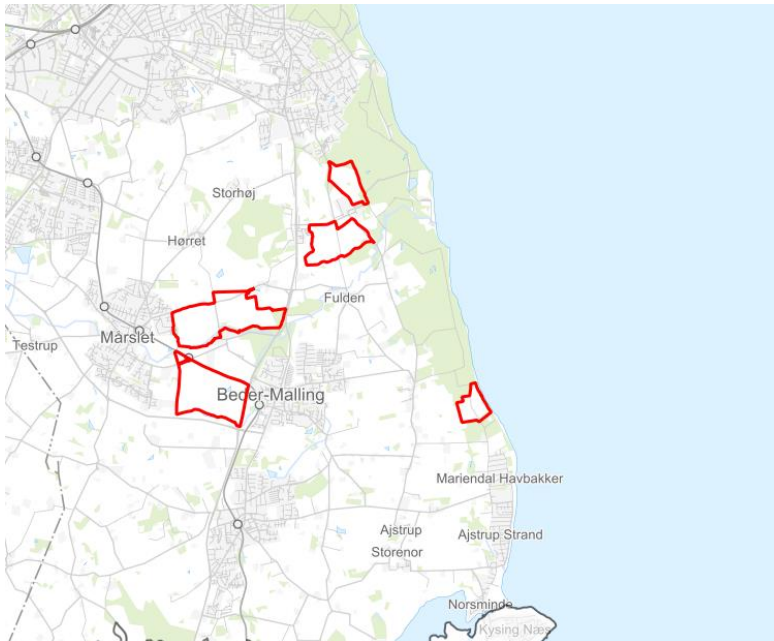 Storhøj
Hørret
Fulden
Mårslet
Testrup
Beder-Malling
Mariendal Havbakker
Ajstrup
Ajstrup Strand
Storenor
Norsminde
Kysing Næs